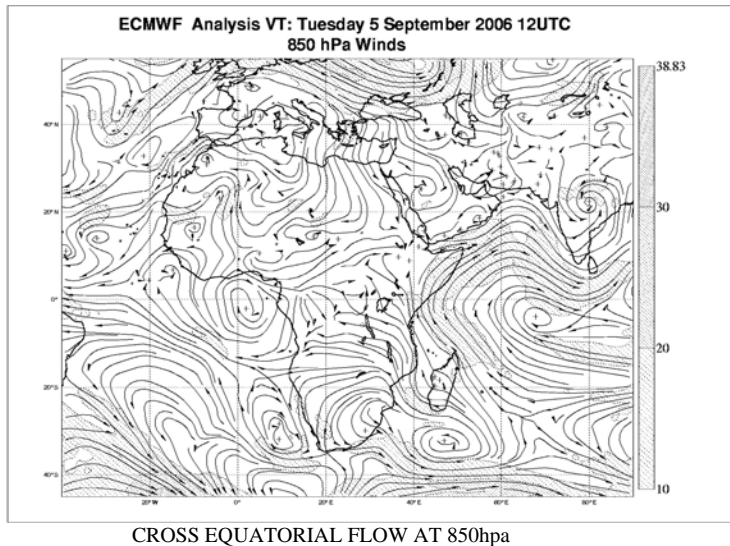 ECMWF Analysis VT: Tuesday 5 September 2006 12UTC
850 hPa Winds
38.83
40°N
30
20°N
0°
20
20°S
40°S
10
20°W 0° 20°E 40°E 60°E 80°E
CROSS EQUATORIAL FLOW AT 850hpa